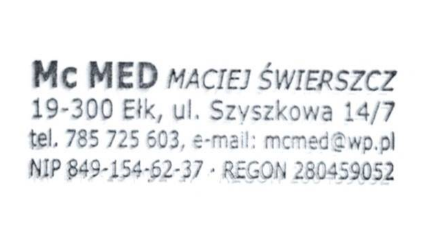 Mc MED MACIEJ ŚWIERSZCZ
19-300 Ełk, ul. Szyszkowa 14/7
tel. 785 725 603, e-mail: mcmed@wp.pl
NIP 849-154-62-37 · REGON 280459052